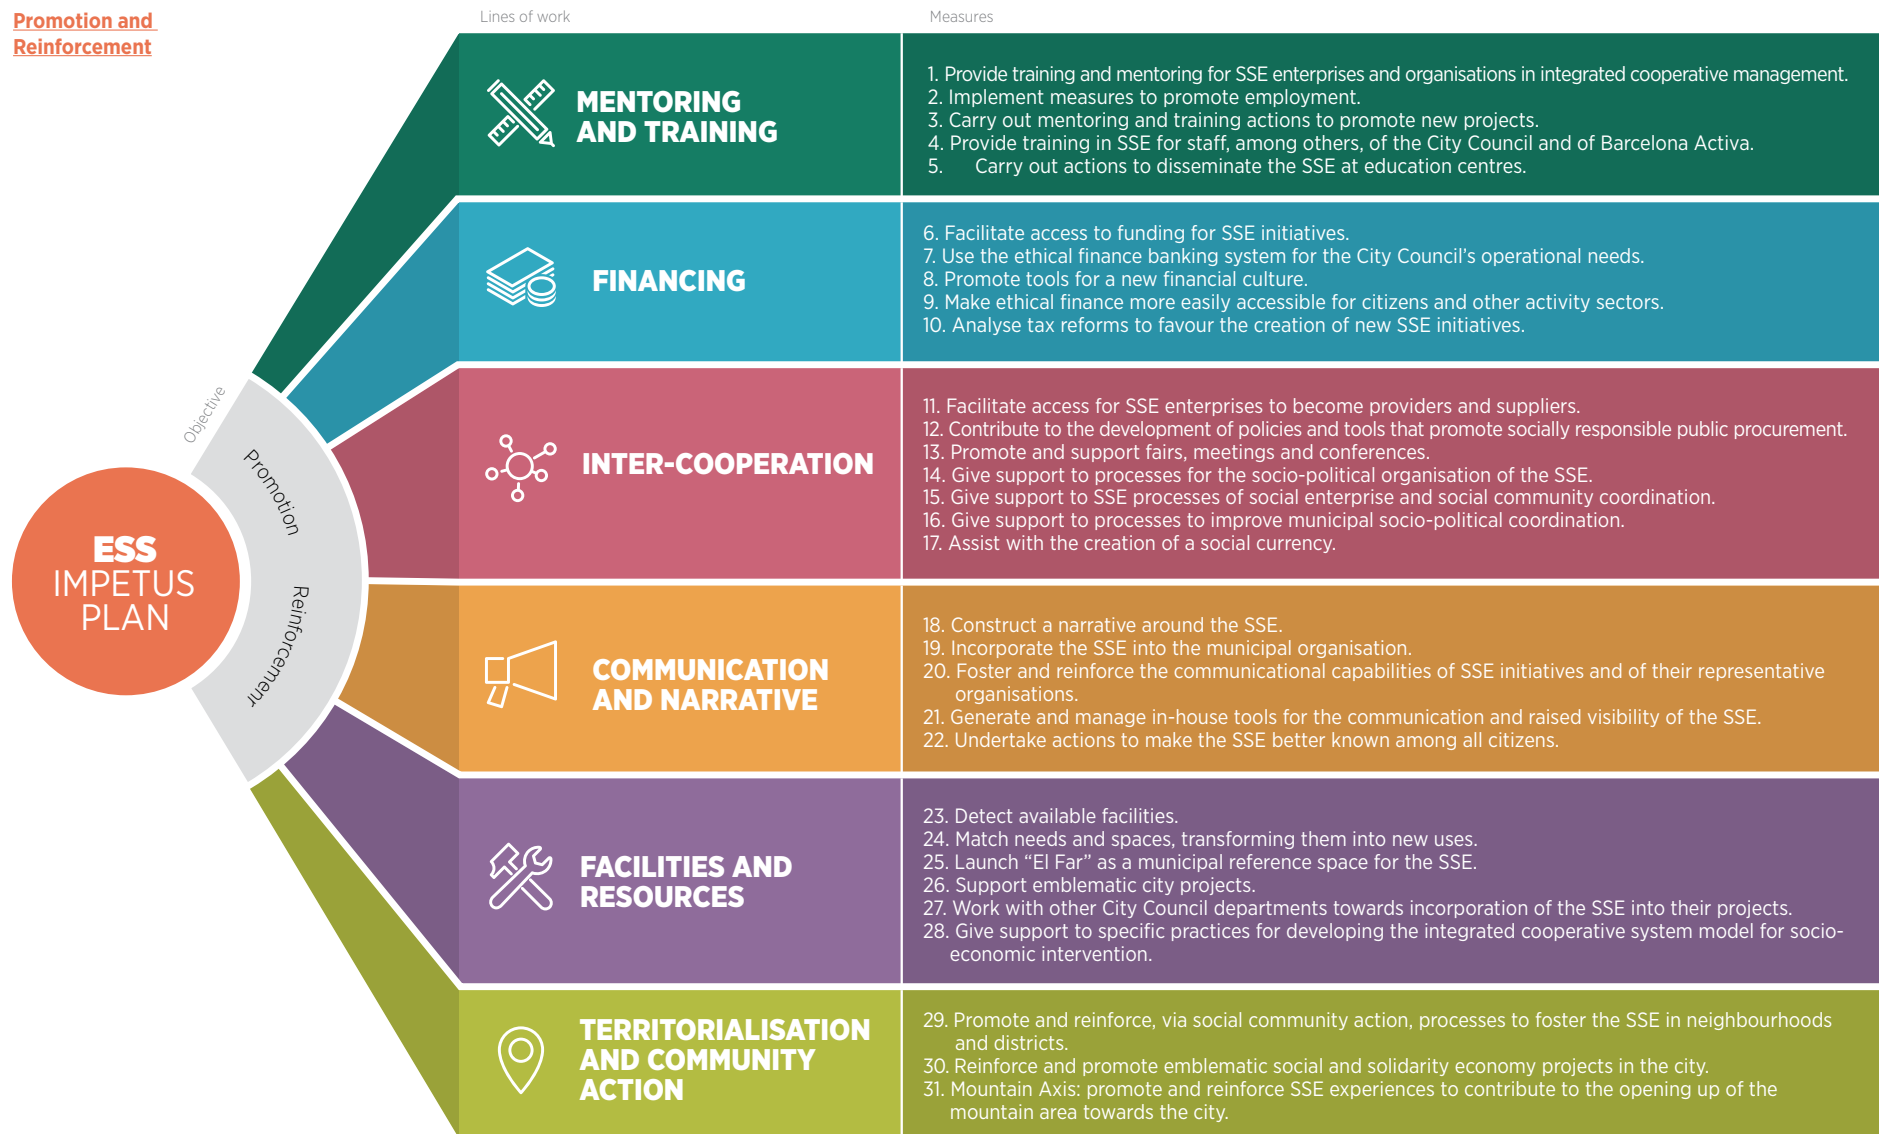 Promotion and
Reinforcement
Lines of work
Measures
MENTORING
AND TRAINING
1. Provide training and mentoring for SSE enterprises and organisations in integrated cooperative management.
2. Implement measures to promote employment.
3. Carry out mentoring and training actions to promote new projects.
4. Provide training in SSE for staff, among others, of the City Council and of Barcelona Activa.
5. Carry out actions to disseminate the SSE at education centres.
FINANCING
6. Facilitate access to funding for SSE initiatives.
7. Use the ethical finance banking system for the City Council’s operational needs.
8. Promote tools for a new financial culture.
9. Make ethical finance more easily accessible for citizens and other activity sectors.
10. Analyse tax reforms to favour the creation of new SSE initiatives.
Objective
Promotion
Reinforcement
ESS
IMPETUS
PLAN
INTER-COOPERATION
11. Facilitate access for SSE enterprises to become providers and suppliers.
12. Contribute to the development of policies and tools that promote socially responsible public procurement.
13. Promote and support fairs, meetings and conferences.
14. Give support to processes for the socio-political organisation of the SSE.
15. Give support to SSE processes of social enterprise and social community coordination.
16. Give support to processes to improve municipal socio-political coordination.
17. Assist with the creation of a social currency.
COMMUNICATION
AND NARRATIVE
18. Construct a narrative around the SSE.
19. Incorporate the SSE into the municipal organisation.
20. Foster and reinforce the communicational capabilities of SSE initiatives and of their representative
organisations.
21. Generate and manage in-house tools for the communication and raised visibility of the SSE.
22. Undertake actions to make the SSE better known among all citizens.
FACILITIES AND
RESOURCES
23. Detect available facilities.
24. Match needs and spaces, transforming them into new uses.
25. Launch “El Far” as a municipal reference space for the SSE.
26. Support emblematic city projects.
27. Work with other City Council departments towards incorporation of the SSE into their projects.
28. Give support to specific practices for developing the integrated cooperative system model for socio-
economic intervention.
TERRITORIALISATION
AND COMMUNITY
ACTION
29. Promote and reinforce, via social community action, processes to foster the SSE in neighbourhoods
and districts.
30. Reinforce and promote emblematic social and solidarity economy projects in the city.
31. Mountain Axis: promote and reinforce SSE experiences to contribute to the opening up of the
mountain area towards the city.